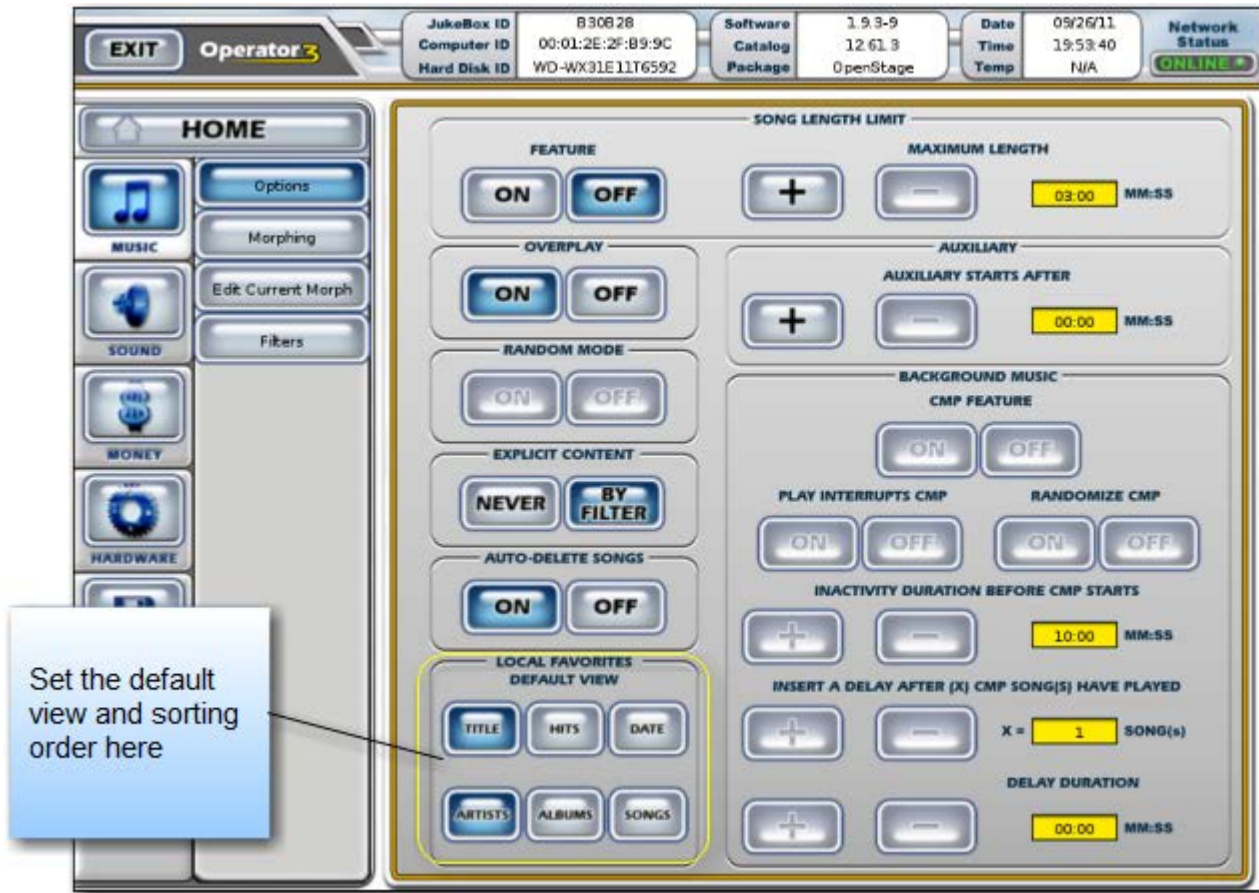 EXIT
Operator 3
JukeBox ID B30B28
Computer ID 00:01:2E:2F:B9:9C
Hard Disk ID WD-WX31E11T6592
Software 1.9.3-9
Catalog 12.61.3
Package OpenStage
Date 09/26/11
Time 19:53:40
Temp N/A
Network
Status
ONLINE
HOME
MUSIC
SOUND
MONEY
HARDWARE
Options
Morphing
Edit Current Morph
Filters
SONG LENGTH LIMIT
FEATURE
ON OFF
MAXIMUM LENGTH
+ - 03:00 MM:SS
OVERPLAY
ON OFF
AUXILIARY
AUXILIARY STARTS AFTER
+ - 00:00 MM:SS
RANDOM MODE
ON OFF
EXPLICIT CONTENT
NEVER BY
FILTER
AUTO-DELETE SONGS
ON OFF
LOCAL FAVORITES
DEFAULT VIEW
TITLE HITS DATE
ARTISTS ALBUMS SONGS
BACKGROUND MUSIC
CMP FEATURE
ON OFF
PLAY INTERRUPTS CMP RANDOMIZE CMP
ON OFF ON OFF
INACTIVITY DURATION BEFORE CMP STARTS
+ - 10:00 MM:SS
INSERT A DELAY AFTER (X) CMP SONG(S) HAVE PLAYED
+ - X = 1 SONG(s)
DELAY DURATION
+ - 00:00 MM:SS
Set the default
view and sorting
order here